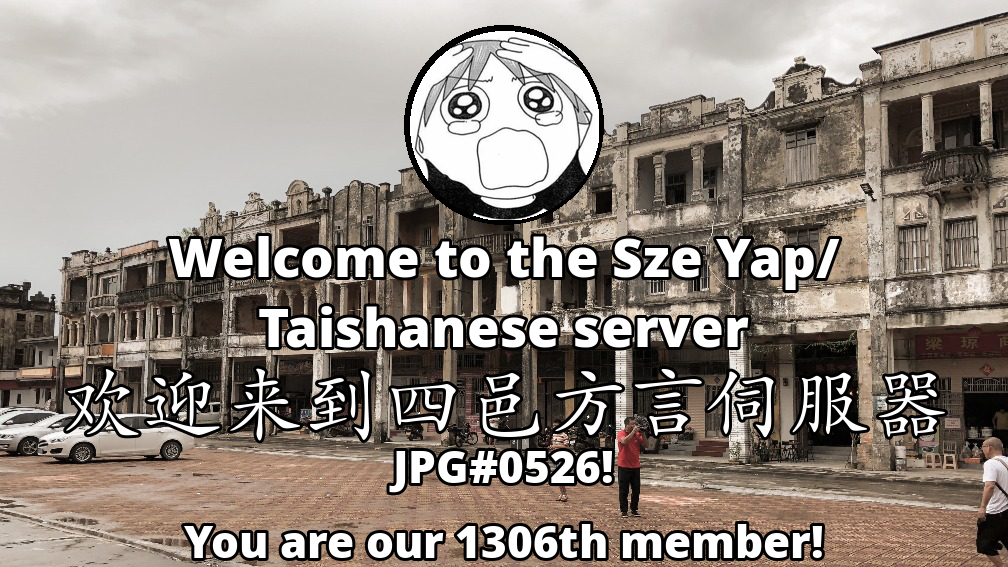 Welcome to the Sze Yap/
Taishanese server
欢迎来到四邑方言伺服器
JPG#0526!
You are our 1306th member!